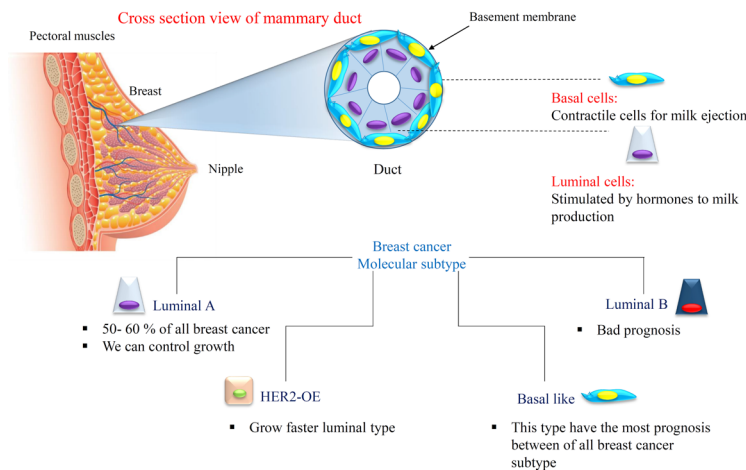 Cross section view of mammary duct
Pectoral muscles
Basement membrane
Breast
Nipple
Duct
Basal cells:
Contractile cells for milk ejection
Luminal cells:
Stimulated by hormones to milk
production
Breast cancer
Molecular subtype
Luminal A
▪ 50- 60 % of all breast cancer
▪ We can control growth
Luminal B
▪ Bad prognosis
HER2-OE
▪ Grow faster luminal type
Basal like
▪ This type have the most prognosis
between of all breast cancer
subtype